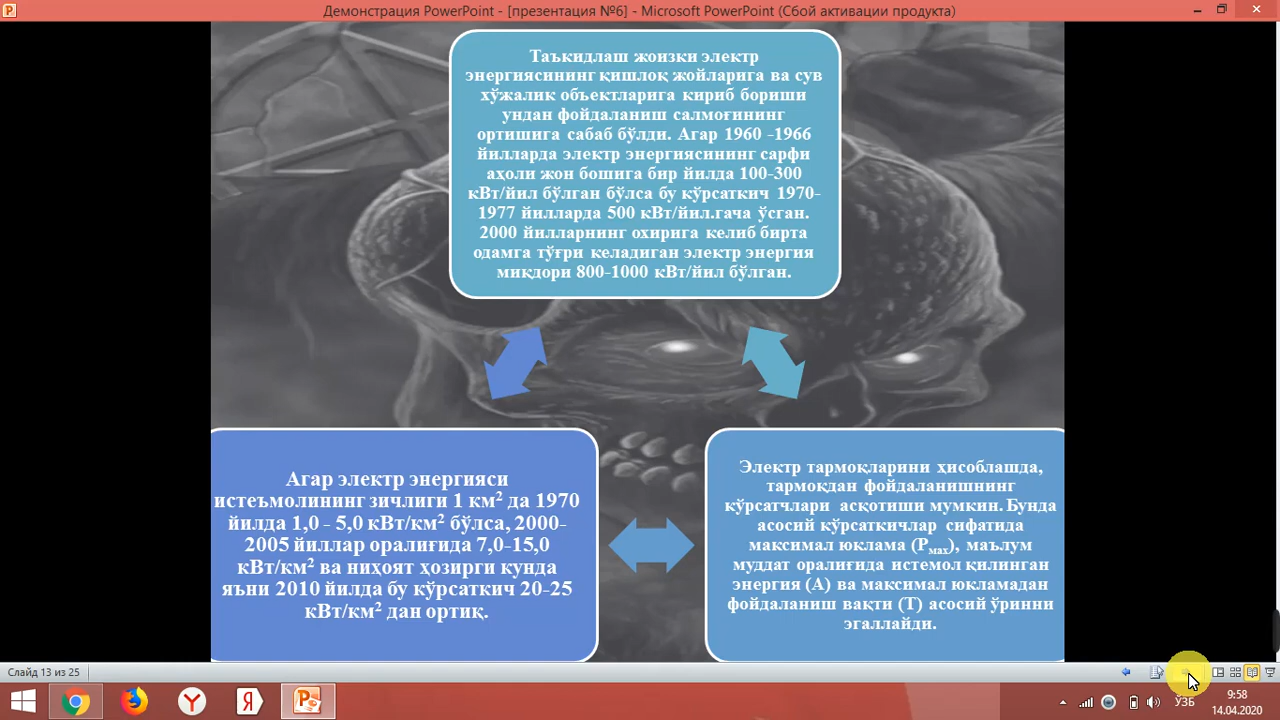 Демонстрация PowerPoint - [презентация №6] - Microsoft PowerPoint (Сбой активации продукта)
Таъкидлаш жоизки электр
энергиясининг қишлоқ жойларига ва сув
хўжалик объектларига кириб бориши
ундан фойдаланиш салмоғининг
ортишига сабаб бўлди. Агар 1960 -1966
йилларда электр энергиясининг сарфи
аҳоли жон бошига бир йилда 100-300
кВт/йил бўлган бўлса бу кўрсаткич 1970-
1977 йилларда 500 кВт/йил.гача ўсган.
2000 йилларнинг охирига келиб бирта
одамга тўғри келадиган электр энергия
миқдори 800-1000 кВт/йил бўлган.
Агар электр энергияси
истеъмолининг зичлиги 1 км² да 1970
йилда 1,0 - 5,0 кВт/км² бўлса, 2000-
2005 йиллар оралиғида 7,0-15,0
кВт/км² ва ниҳоят ҳозирги кунда
яъни 2010 йилда бу кўрсаткич 20-25
кВт/км² дан ортиқ.
Электр тармоқларини ҳисоблашда,
тармоқдан фойдаланишнинг
кўрсатчлари асқотиши мумкин. Бунда
асосий кўрсаткичлар сифатида
максимал юклама (Рмах), маълум
муддат оралиғида истемол қилинган
энергия (А) ва максимал юкламадан
фойдаланиш вақти (Т) асосий ўринни
эгаллайди.
Слайд 13 из 25
ЎЗБ
9:58
14.04.2020